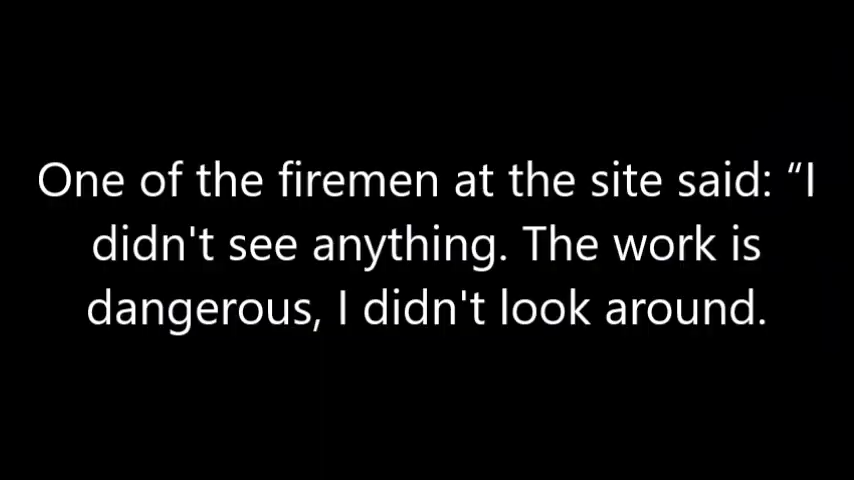 One of the firemen at the site said: “I
didn't see anything. The work is
dangerous, I didn't look around.